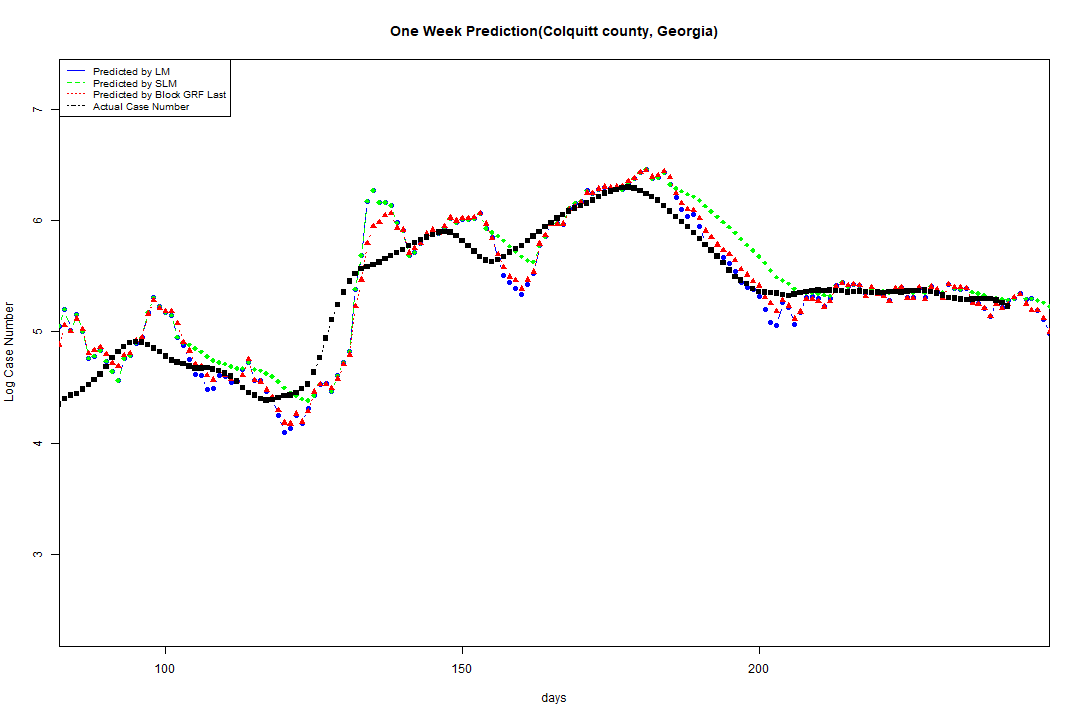 One Week Prediction(Colquitt county, Georgia)
Predicted by LM
Predicted by SLM
Predicted by Block GRF Last
Actual Case Number
7
6
5
4
3
Log Case Number
100 150 200
days